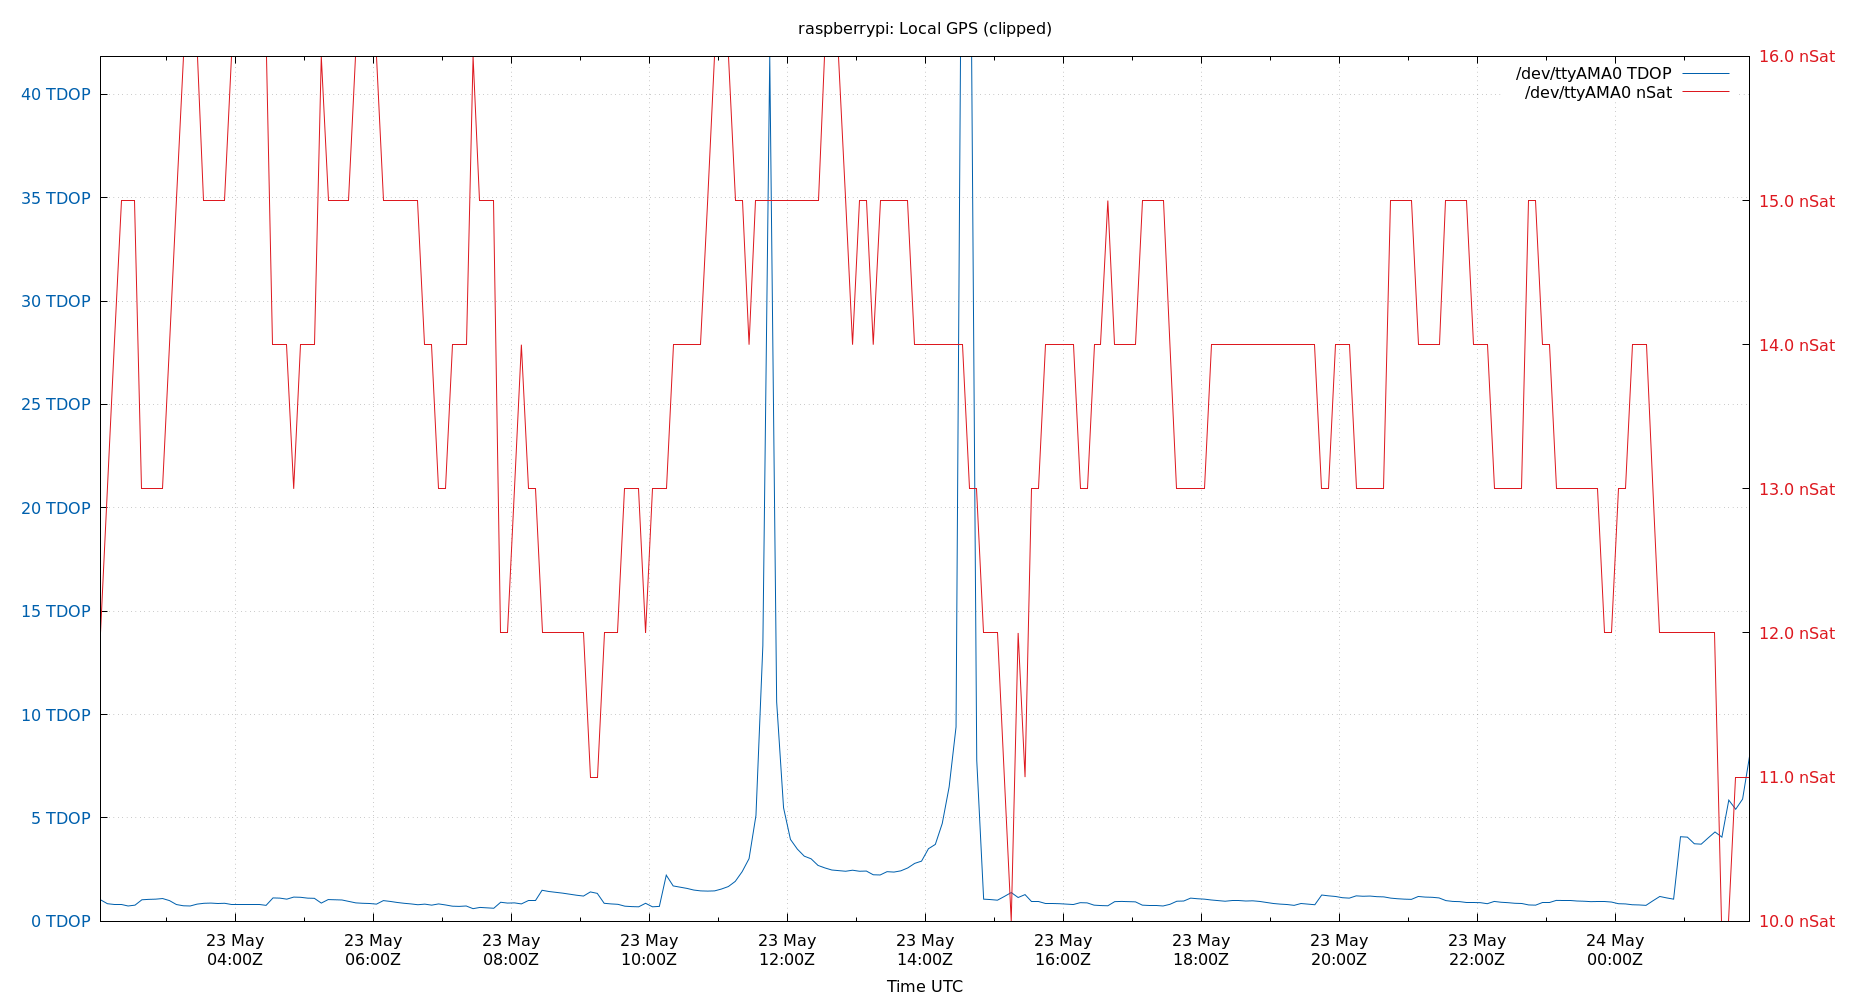 raspberrypi: Local GPS (clipped)
/dev/ttyAMA0 TDOP
/dev/ttyAMA0 nSat
40 TDOP
35 TDOP
30 TDOP
25 TDOP
20 TDOP
15 TDOP
10 TDOP
5 TDOP
0 TDOP
16.0 nSat
15.0 nSat
14.0 nSat
13.0 nSat
12.0 nSat
11.0 nSat
10.0 nSat
23 May
04:00Z
23 May
06:00Z
23 May
08:00Z
23 May
10:00Z
23 May
12:00Z
23 May
14:00Z
23 May
16:00Z
23 May
18:00Z
23 May
20:00Z
23 May
22:00Z
24 May
00:00Z
Time UTC